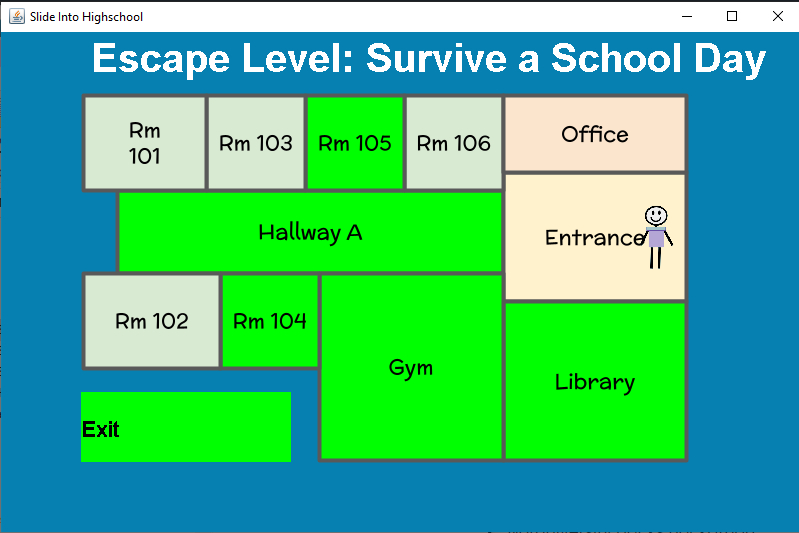 Slide Into Highschool
Escape Level: Survive a School Day
Rm
101
Rm 103
Rm 105
Rm 106
Office
Hallway A
Entrance
Rm 102
Rm 104
Gym
Library
Exit